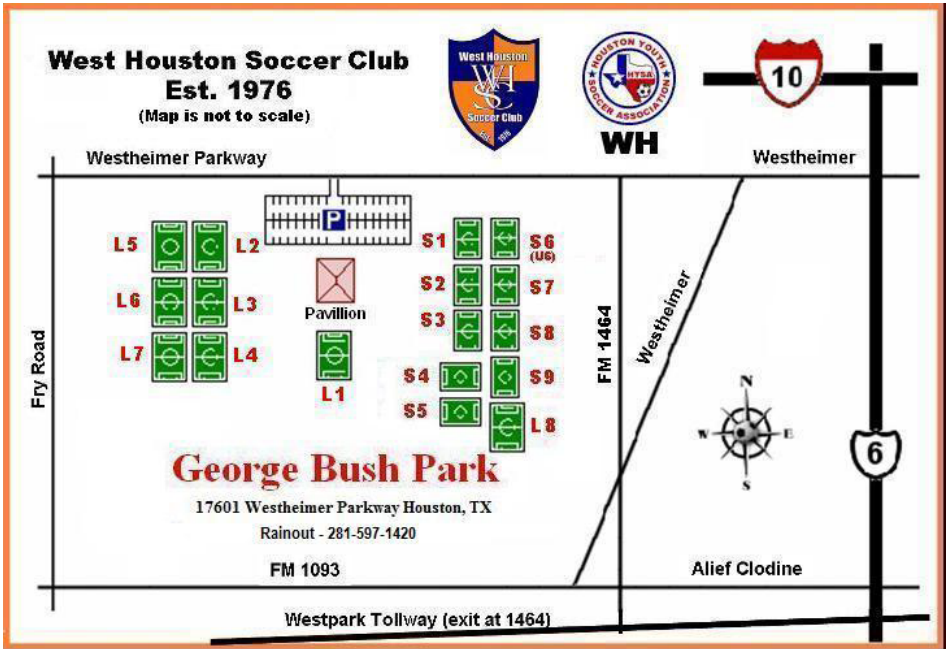 West Houston Soccer Club
Est. 1976
(Map is not to scale)
West Houston
WHSC
Soccer Club
Est. 1976
HOUSTON YOUTH
HYSA
SOCCER ASSOCIATION
WH
10
Westheimer Parkway
Westheimer
P
L5
L2
S1
S6
(U6)
L6
L3
S2
S7
Pavillion
S3
S8
L7
L4
L1
S4
S9
S5
L8
Fry Road
FM 1464
Westheimer
N
W
E
S
6
George Bush Park
17601 Westheimer Parkway Houston, TX
Rainout - 281-597-1420
FM 1093
Alief Clodine
Westpark Tollway (exit at 1464)